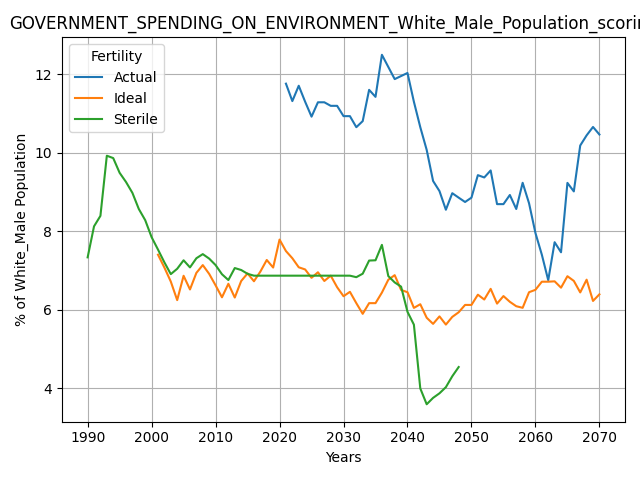 GOVERNMENT_SPENDING_ON_ENVIRONMENT_White_Male_Population_scorin
Fertility
Actual
Ideal
Sterile
% of White_Male Population
12
10
8
6
4
1990 2000 2010 2020 2030 2040 2050 2060 2070
Years